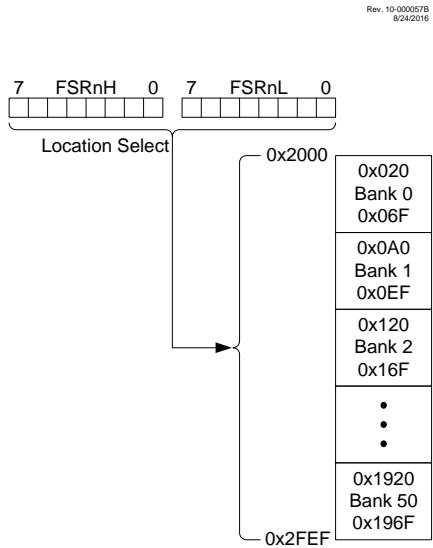 Rev. 10-000057B
8/24/2016
7 FSRnH 0 7 FSRnL 0
Location Select
0x2000
0x020
Bank 0
0x06F
0x0A0
Bank 1
0x0EF
0x120
Bank 2
0x16F
0x1920
Bank 50
0x196F
0x2FEF